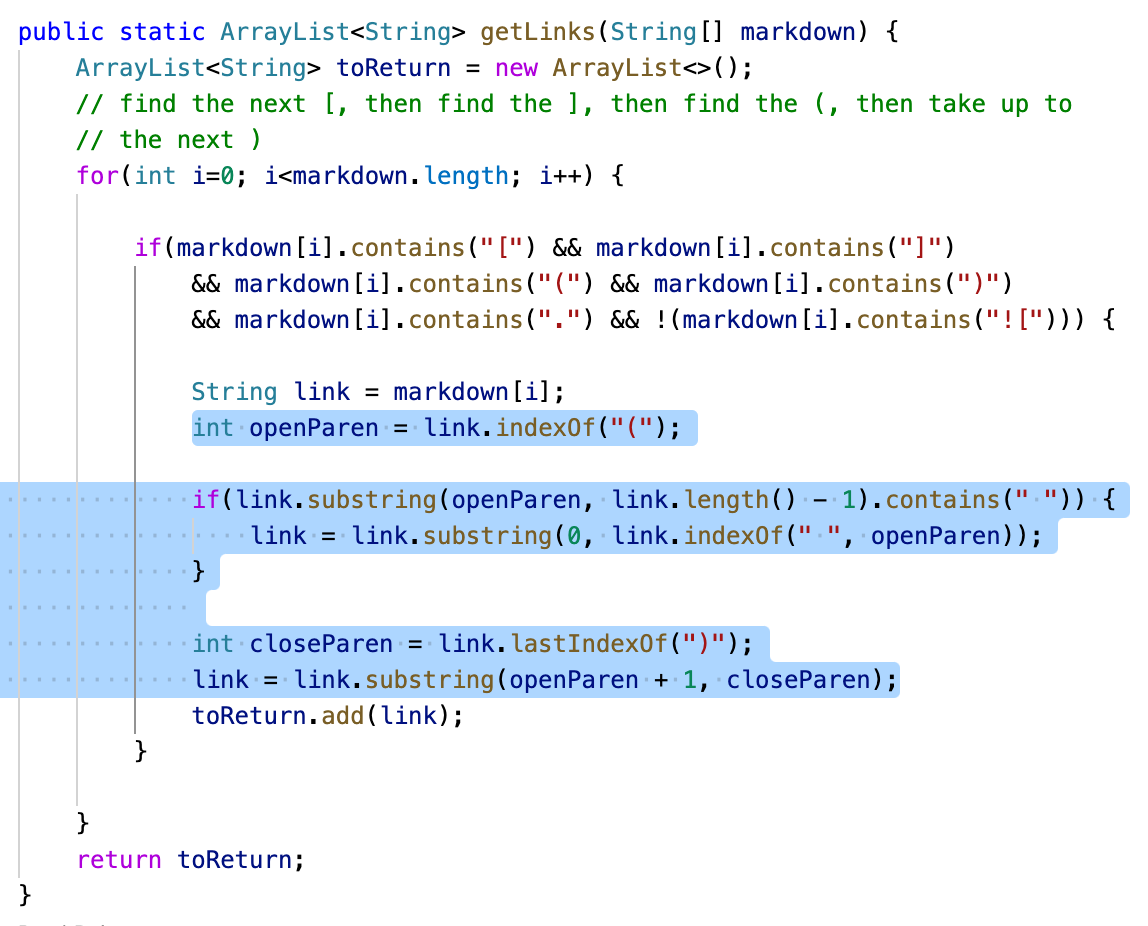 public static ArrayList<String> getLinks(String[] markdown) {
    ArrayList<String> toReturn = new ArrayList<>();
    // find the next [, then find the ], then find the (, then take up to
    // the next )
    for(int i=0; i<markdown.length; i++) {
        if(markdown[i].contains("[") && markdown[i].contains("]")
            && markdown[i].contains("(") && markdown[i].contains(")")
            && markdown[i].contains(".") && !(markdown[i].contains("!["))) {
            String link = markdown[i];
            int openParen = link.indexOf("(");
            if(link.substring(openParen, link.length() - 1).contains(" ")) {
                link = link.substring(0, link.indexOf(" ", openParen));
            }
            int closeParen = link.lastIndexOf(")");
            link = link.substring(openParen + 1, closeParen);
            toReturn.add(link);
        }
    }
    return toReturn;
}